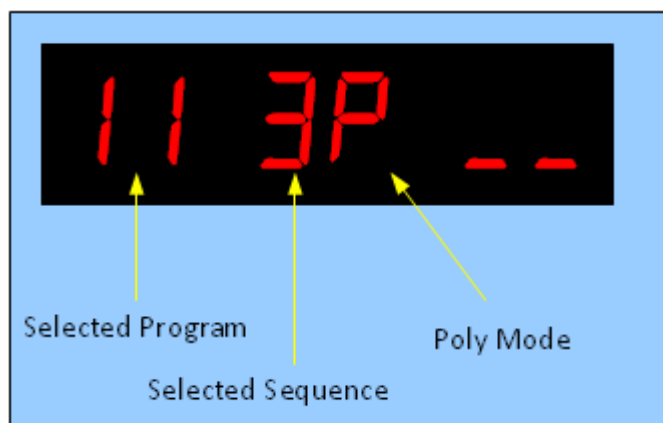 11 3P _ _
Selected Program
Poly Mode
Selected Sequence